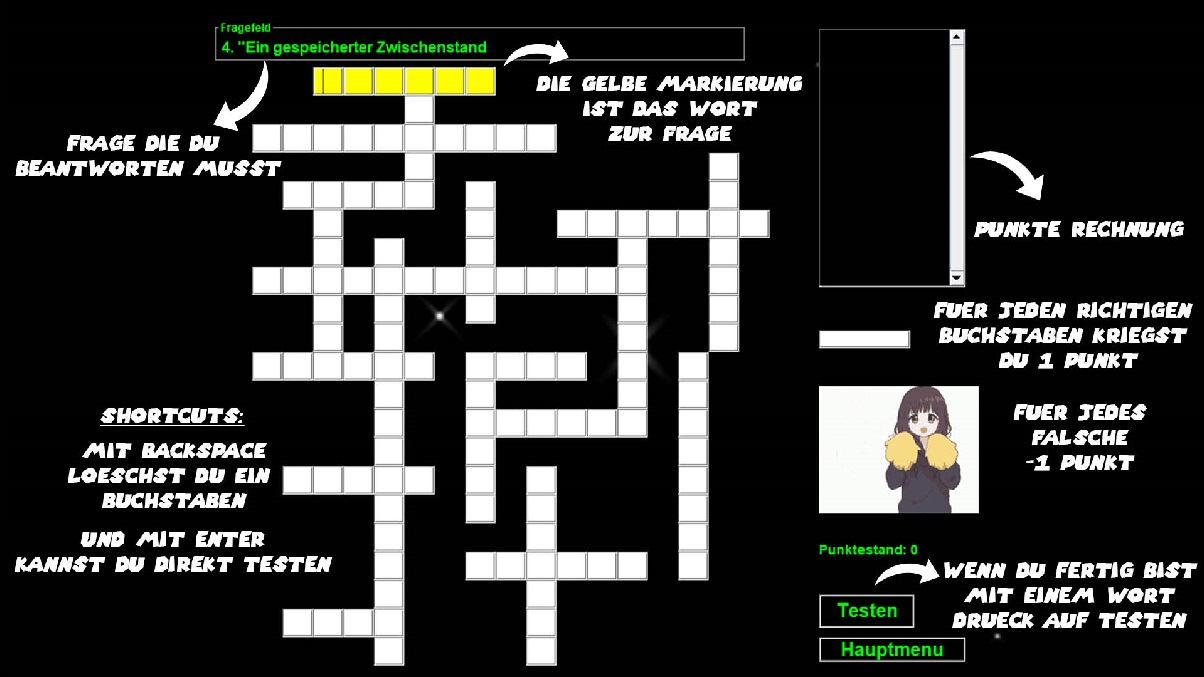 Fragefeld
4. "Ein gespeicherter Zwischenstand
DIE GELBE MARKIERUNG
IST DAS WORT
ZUR FRAGE
FRAGE DIE DU
BEANTWORTEN MUSST
PUNKTE RECHNUNG
FUER JEDEN RICHTIGEN
BUCHSTABEN KRIEGST
DU 1 PUNKT
FUER JEDES
FALSCHE
-1 PUNKT
SHORTCUTS:
MIT BACKSPACE
LOESCHST DU EIN
BUCHSTABEN
UND MIT ENTER
KANNST DU DIREKT TESTEN
Punktestand: 0
WENN DU FERTIG BIST
MIT EINEM WORT
DRUECK AUF TESTEN
Testen
Hauptmenu